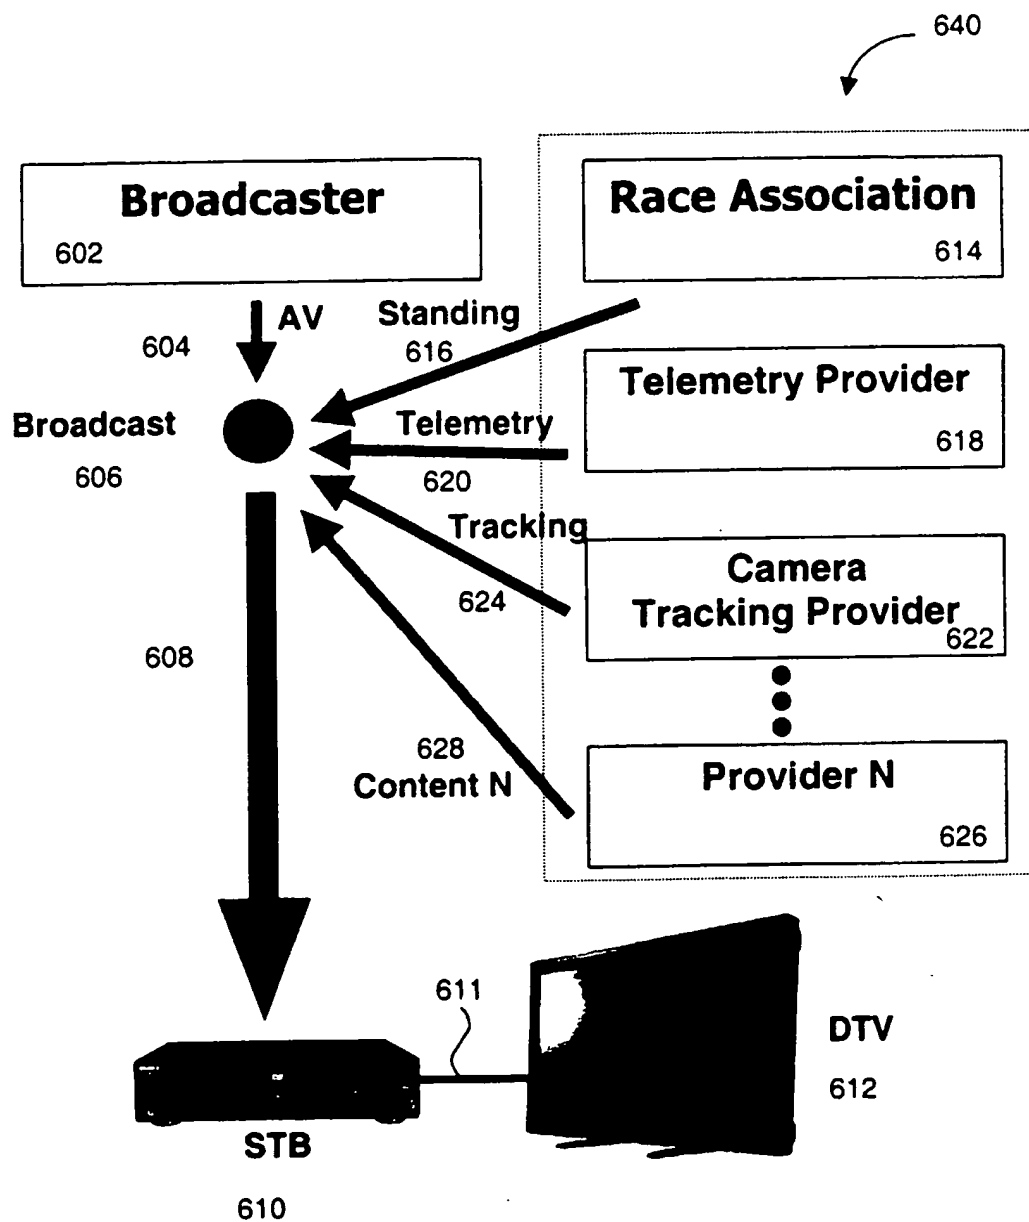 640
Broadcaster
602
Race Association
614
AV
604
Standing
616
Telemetry Provider
618
Broadcast
606
Telemetry
620
Tracking
624
Camera
Tracking Provider
622
608
628
Content N
Provider N
626
611
DTV
612
STB
610